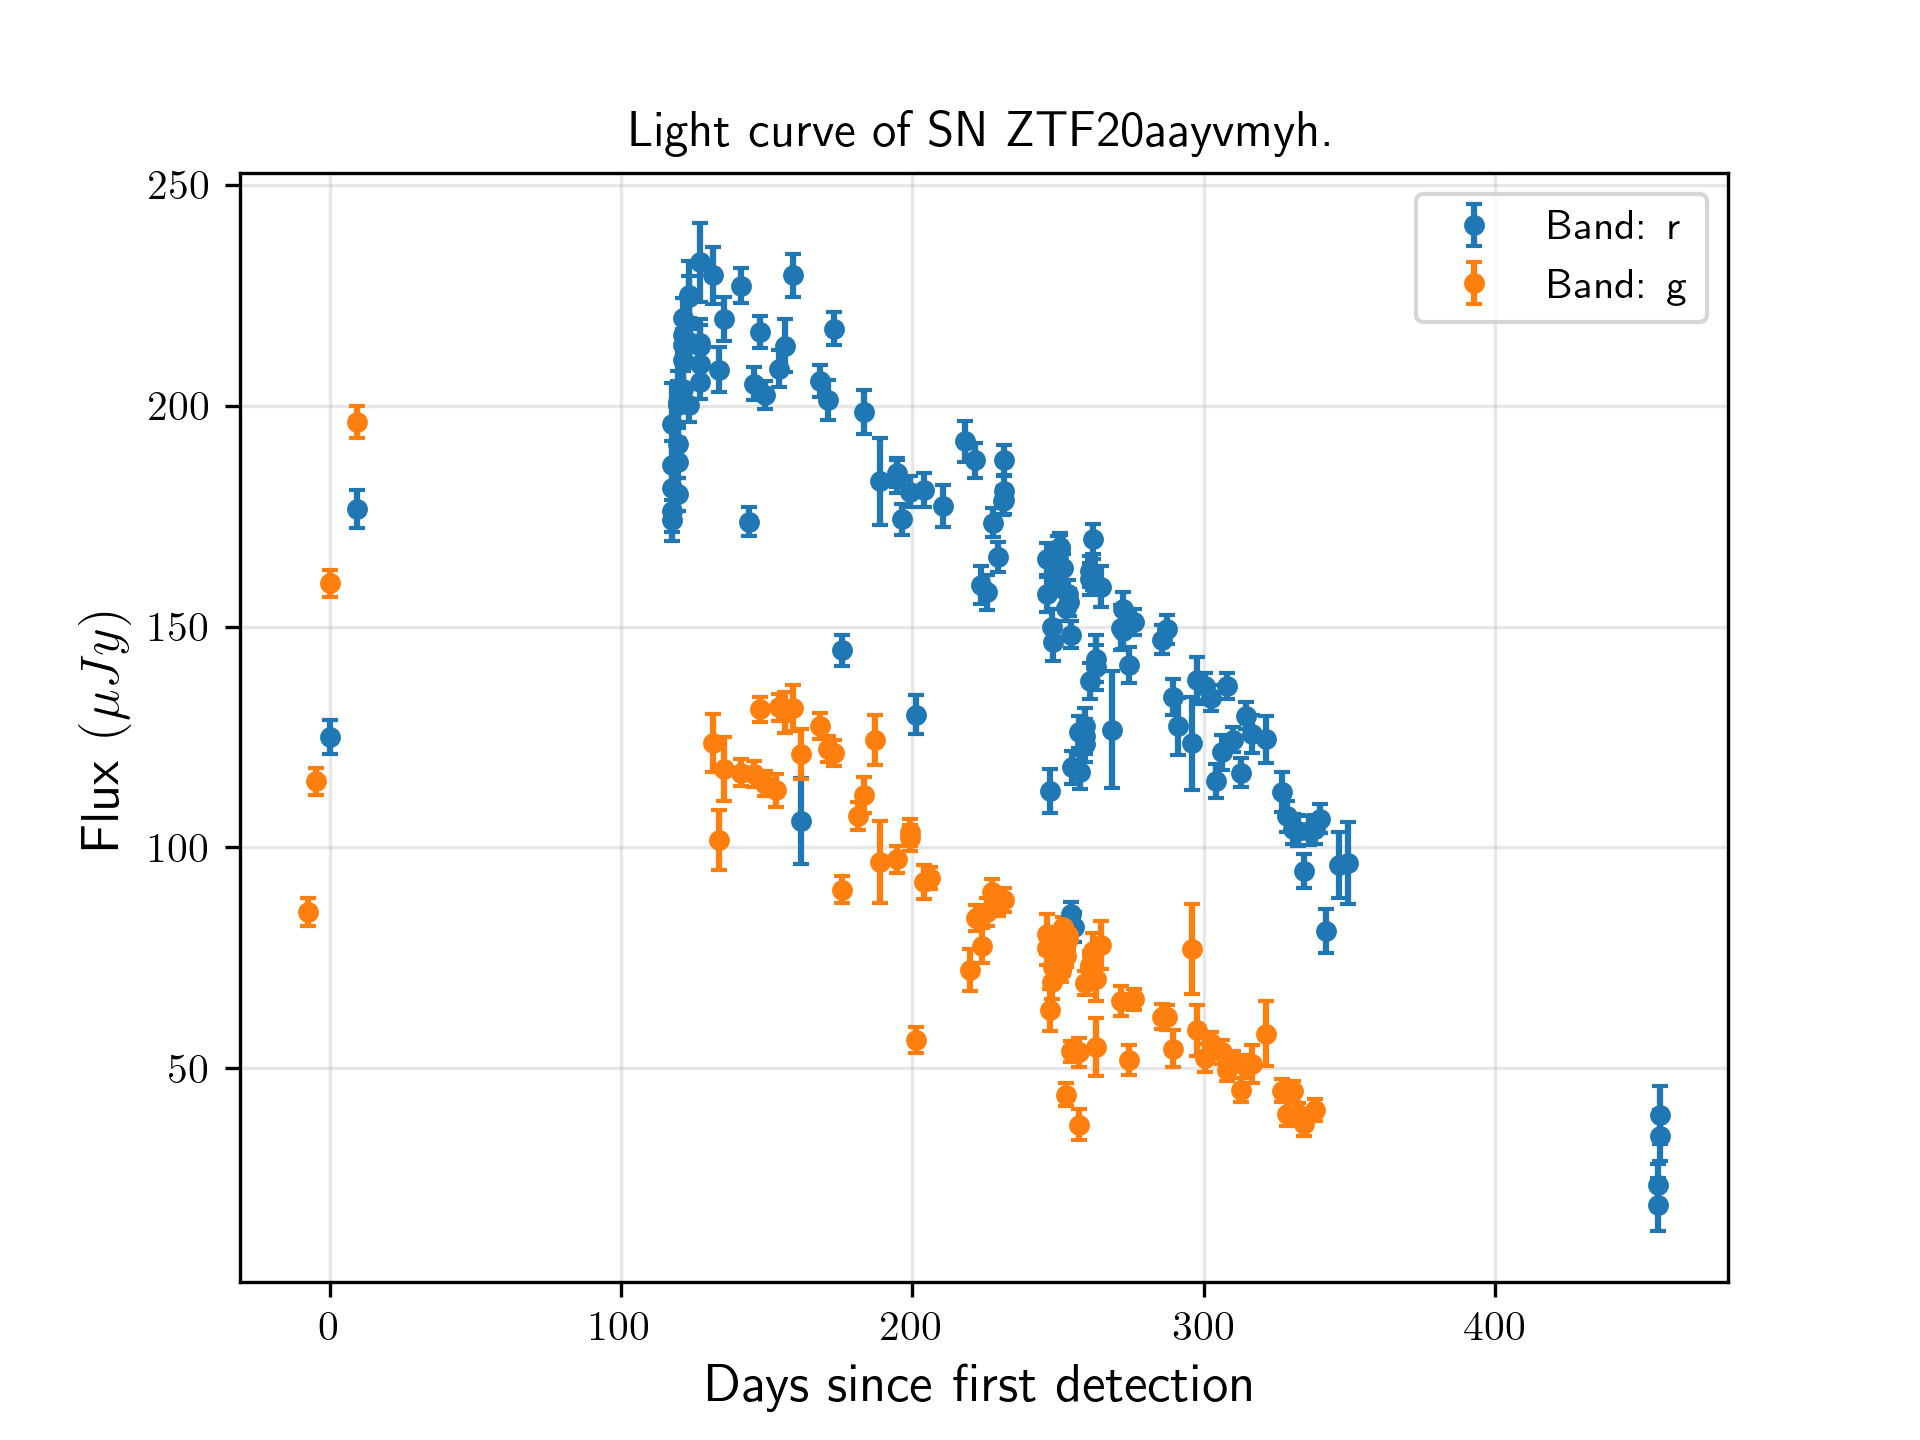 Light curve of SN ZTF20aayvmyh.
250
200
150
100
50
Flux (μJy)
Band: r
Band: g
0 100 200 300 400
Days since first detection